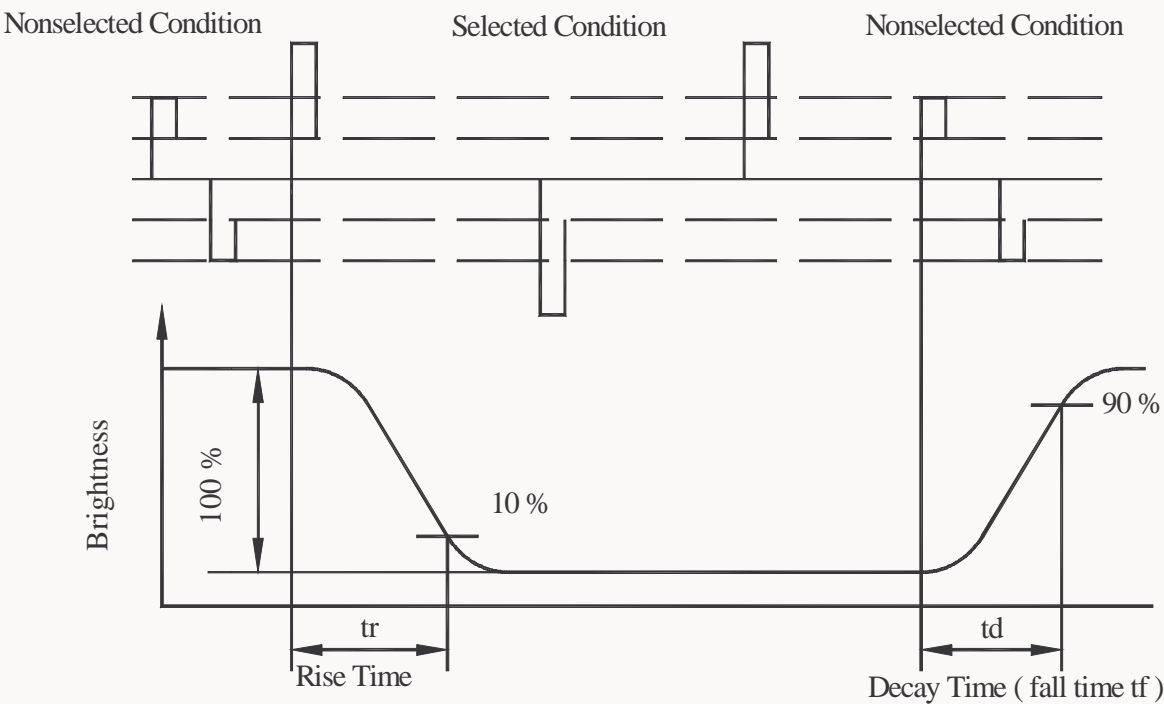 Nonselected Condition
Selected Condition
Nonselected Condition
Brightness
100 %
10 %
90 %
tr
Rise Time
td
Decay Time ( fall time tf )